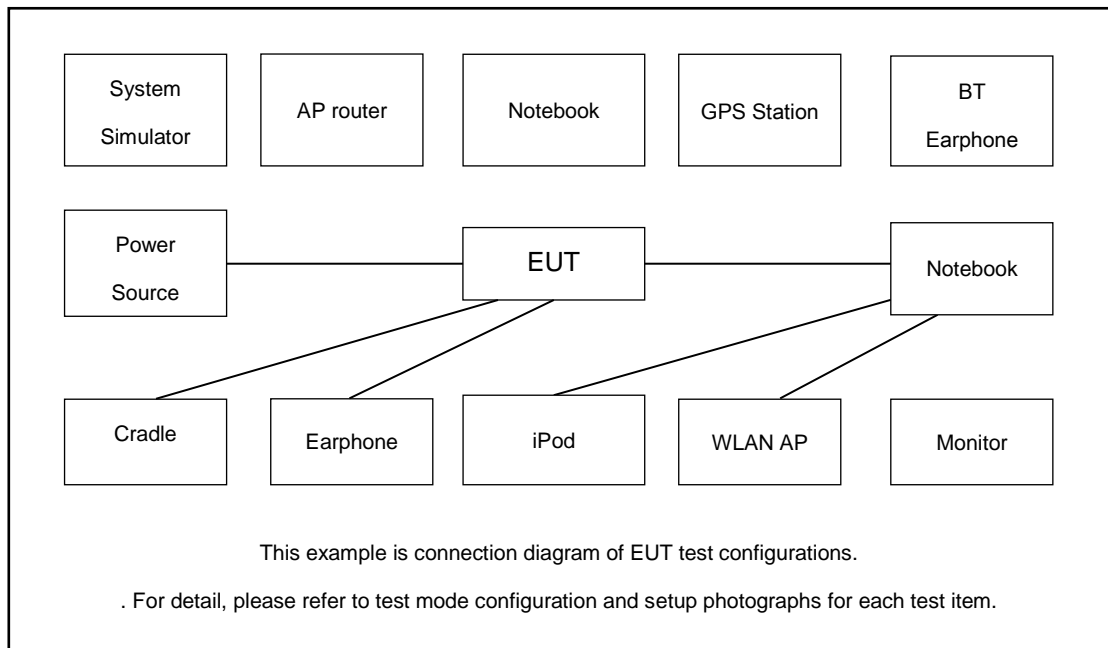 System
Simulator
AP router
Notebook
GPS Station
BT
Earphone
Power
Source
EUT
Notebook
Cradle
Earphone
iPod
WLAN AP
Monitor
This example is connection diagram of EUT test configurations.
. For detail, please refer to test mode configuration and setup photographs for each test item.